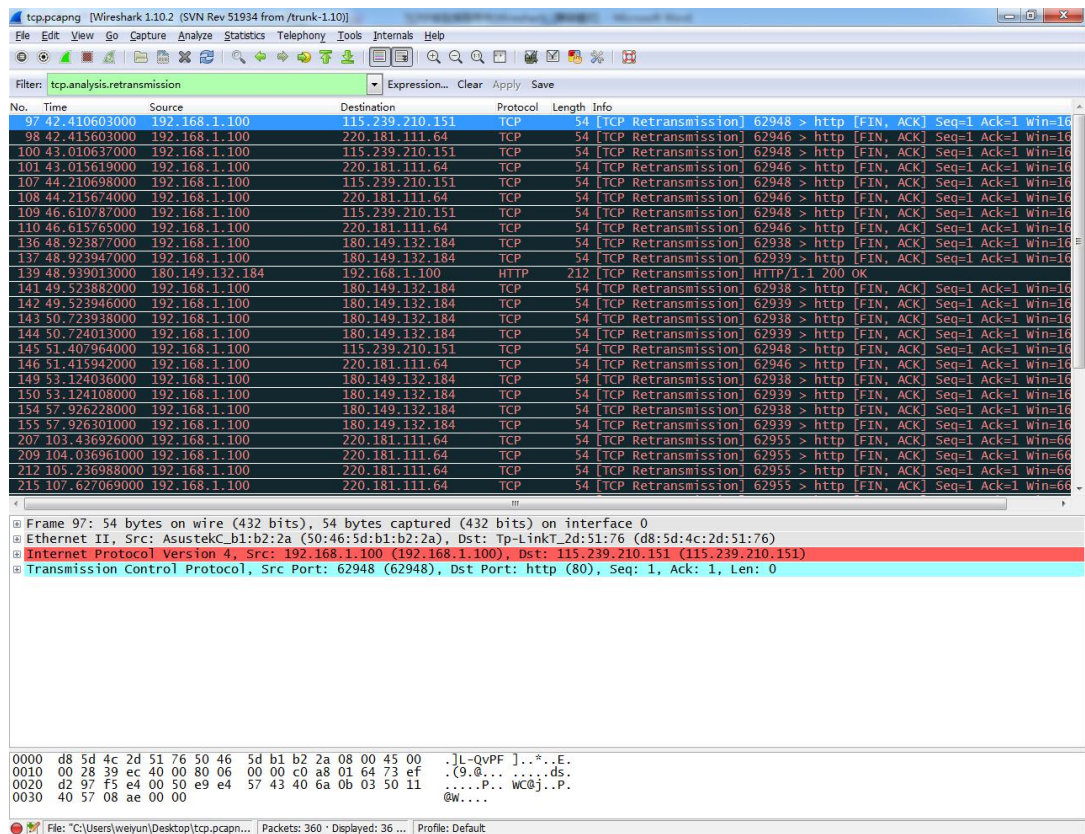 tcp.pcapng [Wireshark 1.10.2 (SVN Rev 51934 from /trunk-1.10)]
File Edit View Go Capture Analyze Statistics Telephony Tools Internals Help
Filter: tcp.analysis.retransmission Expression... Clear Apply Save
No. Time Source Destination Protocol Length Info
97 42.410603000 192.168.1.100 115.239.210.151 TCP 54 [TCP Retransmission] 62948 > http [FIN, ACK] Seq=1 Ack=1 Win=16
98 42.415603000 192.168.1.100 220.181.111.64 TCP 54 [TCP Retransmission] 62946 > http [FIN, ACK] Seq=1 Ack=1 Win=16
100 43.010637000 192.168.1.100 115.239.210.151 TCP 54 [TCP Retransmission] 62948 > http [FIN, ACK] Seq=1 Ack=1 Win=16
101 43.015619000 192.168.1.100 220.181.111.64 TCP 54 [TCP Retransmission] 62946 > http [FIN, ACK] Seq=1 Ack=1 Win=16
107 44.210698000 192.168.1.100 115.239.210.151 TCP 54 [TCP Retransmission] 62948 > http [FIN, ACK] Seq=1 Ack=1 Win=16
108 44.215674000 192.168.1.100 220.181.111.64 TCP 54 [TCP Retransmission] 62946 > http [FIN, ACK] Seq=1 Ack=1 Win=16
109 46.610787000 192.168.1.100 115.239.210.151 TCP 54 [TCP Retransmission] 62948 > http [FIN, ACK] Seq=1 Ack=1 Win=16
110 46.615765000 192.168.1.100 220.181.111.64 TCP 54 [TCP Retransmission] 62946 > http [FIN, ACK] Seq=1 Ack=1 Win=16
136 48.923877000 192.168.1.100 180.149.132.184 TCP 54 [TCP Retransmission] 62938 > http [FIN, ACK] Seq=1 Ack=1 Win=16
137 48.923947000 192.168.1.100 180.149.132.184 TCP 54 [TCP Retransmission] 62939 > http [FIN, ACK] Seq=1 Ack=1 Win=16
139 48.939013000 180.149.132.184 192.168.1.100 HTTP 212 [TCP Retransmission] HTTP/1.1 200 OK
141 49.523882000 192.168.1.100 180.149.132.184 TCP 54 [TCP Retransmission] 62938 > http [FIN, ACK] Seq=1 Ack=1 Win=16
142 49.523946000 192.168.1.100 180.149.132.184 TCP 54 [TCP Retransmission] 62939 > http [FIN, ACK] Seq=1 Ack=1 Win=16
143 50.723938000 192.168.1.100 180.149.132.184 TCP 54 [TCP Retransmission] 62938 > http [FIN, ACK] Seq=1 Ack=1 Win=16
144 50.724013000 192.168.1.100 180.149.132.184 TCP 54 [TCP Retransmission] 62939 > http [FIN, ACK] Seq=1 Ack=1 Win=16
145 51.407964000 192.168.1.100 115.239.210.151 TCP 54 [TCP Retransmission] 62948 > http [FIN, ACK] Seq=1 Ack=1 Win=16
146 51.415942000 192.168.1.100 220.181.111.64 TCP 54 [TCP Retransmission] 62946 > http [FIN, ACK] Seq=1 Ack=1 Win=16
149 53.124036000 192.168.1.100 180.149.132.184 TCP 54 [TCP Retransmission] 62938 > http [FIN, ACK] Seq=1 Ack=1 Win=16
150 53.124108000 192.168.1.100 180.149.132.184 TCP 54 [TCP Retransmission] 62939 > http [FIN, ACK] Seq=1 Ack=1 Win=16
154 57.926228000 192.168.1.100 180.149.132.184 TCP 54 [TCP Retransmission] 62938 > http [FIN, ACK] Seq=1 Ack=1 Win=16
155 57.926301000 192.168.1.100 180.149.132.184 TCP 54 [TCP Retransmission] 62939 > http [FIN, ACK] Seq=1 Ack=1 Win=16
207 103.436926000 192.168.1.100 220.181.111.64 TCP 54 [TCP Retransmission] 62955 > http [FIN, ACK] Seq=1 Ack=1 Win=66
209 104.036961000 192.168.1.100 220.181.111.64 TCP 54 [TCP Retransmission] 62955 > http [FIN, ACK] Seq=1 Ack=1 Win=66
212 105.236988000 192.168.1.100 220.181.111.64 TCP 54 [TCP Retransmission] 62955 > http [FIN, ACK] Seq=1 Ack=1 Win=66
215 107.627069000 192.168.1.100 220.181.111.64 TCP 54 [TCP Retransmission] 62955 > http [FIN, ACK] Seq=1 Ack=1 Win=66
Frame 97: 54 bytes on wire (432 bits), 54 bytes captured (432 bits) on interface 0
Ethernet II, Src: AsustekC_b1:b2:2a (50:46:5d:b1:b2:2a), Dst: Tp-LinkT_2d:51:76 (d8:5d:4c:2d:51:76)
Internet Protocol Version 4, Src: 192.168.1.100 (192.168.1.100), Dst: 115.239.210.151 (115.239.210.151)
Transmission Control Protocol, Src Port: 62948 (62948), Dst Port: http (80), Seq: 1, Ack: 1, Len: 0
0000 d8 5d 4c 2d 51 76 50 46 5d b1 b2 2a 08 00 45 00 .]L-QvPF ]..*..E.
0010 00 28 39 ec 40 00 80 06 00 00 c0 a8 01 64 73 ef .(9.@... .....ds.
0020 d2 97 f5 e4 00 50 e9 e4 57 43 40 6a 0b 03 50 11 .....P.. WC@j..P.
0030 40 57 08 ae 00 00 @W....
File: "C:\Users\weiyun\Desktop\tcp.pcapn... Packets: 360 · Displayed: 36 ... Profile: Default